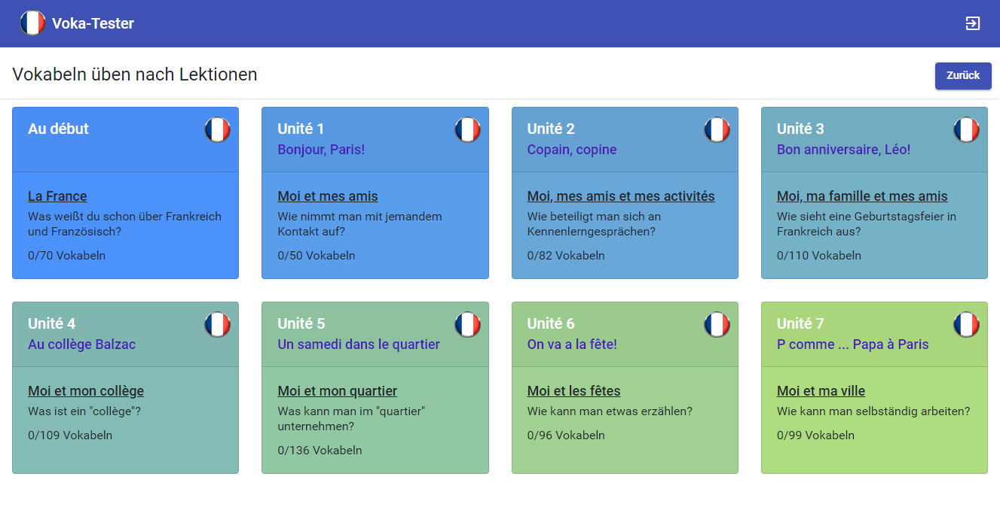 Voka-Tester
Vokabeln üben nach Lektionen
Zurück
Au début
La France
Was weißt du schon über Frankreich
und Französisch?
0/70 Vokabeln
Unité 1
Bonjour, Paris!
Moi et mes amis
Wie nimmt man mit jemandem
Kontakt auf?
0/50 Vokabeln
Unité 2
Copain, copine
Moi, mes amis et mes activités
Wie beteiligt man sich an
Kennenlerngesprächen?
0/82 Vokabeln
Unité 3
Bon anniversaire, Léo!
Moi, ma famille et mes amis
Wie sieht eine Geburtstagsfeier in
Frankreich aus?
0/110 Vokabeln
Unité 4
Au collège Balzac
Moi et mon collège
Was ist ein "collège"?
0/109 Vokabeln
Unité 5
Un samedi dans le quartier
Moi et mon quartier
Was kann man im "quartier"
unternehmen?
0/136 Vokabeln
Unité 6
On va a la fête!
Moi et les fêtes
Wie kann man etwas erzählen?
0/96 Vokabeln
Unité 7
P comme ... Papa à Paris
Moi et ma ville
Wie kann man selbständig arbeiten?
0/99 Vokabeln